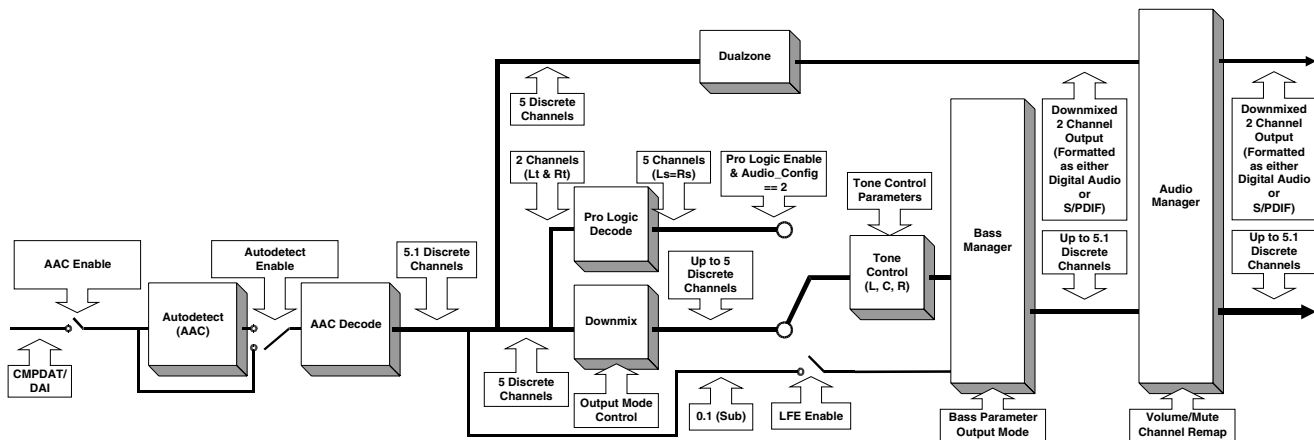 Dualzone
5 Discrete
Channels
2 Channels
(Lt & Rt)
5 Channels
(Ls=Rs)
Pro Logic Enable
& Audio_Config
== 2
Pro Logic
Decode
Tone Control
Parameters
Tone
Control
(L, C, R)
Bass
Manager
Downmixed
2 Channel
Output
(Formatted
as either
Digital Audio
or
S/PDIF)
Audio
Manager
Downmixed
2 Channel
Output
(Formatted
as either
Digital Audio
or
S/PDIF)
AAC Enable
Autodetect
Enable
5.1 Discrete
Channels
Up to 5
Discrete
Channels
Up to 5.1
Discrete
Channels
Up to 5.1
Discrete
Channels
Autodetect
(AAC)
AAC Decode
Downmix
CMPDAT/
DAI
5 Discrete
Channels
Output Mode
Control
0.1 (Sub)
LFE Enable
Bass Parameter
Output Mode
Volume/Mute
Channel Remap